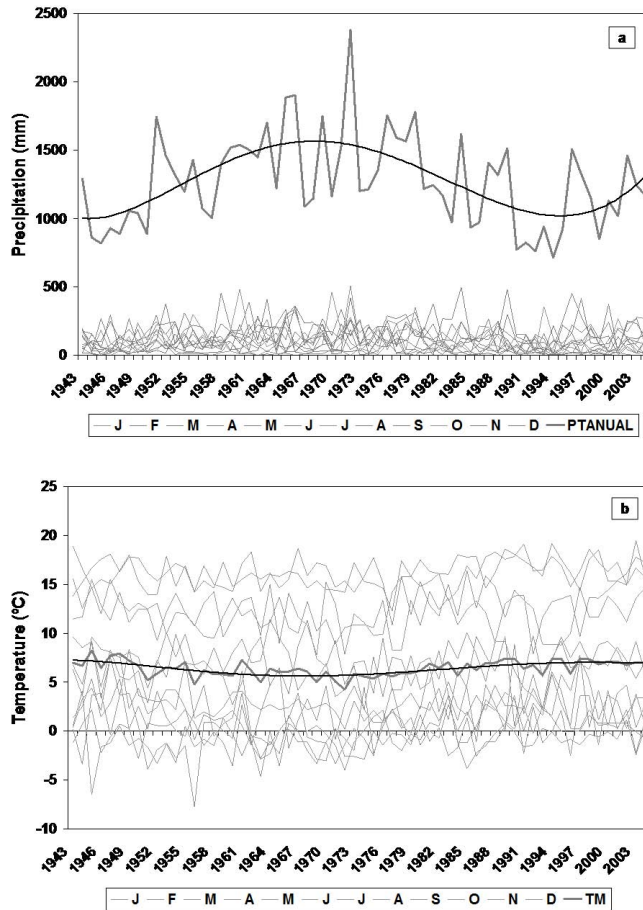 a
Precipitation (mm)
2500
2000
1500
1000
500
0
1943 1946 1949 1952 1955 1958 1961 1964 1967 1970 1973 1976 1979 1982 1985 1988 1991 1994 1997 2000 2003
J F M A M J J A S O N D PTANUAL
b
Temperature (ºC)
25
20
15
10
5
0
-5
-10
1943 1946 1949 1952 1955 1958 1961 1964 1967 1970 1973 1976 1979 1982 1985 1988 1991 1994 1997 2000 2003
J F M A M J J A S O N D TM